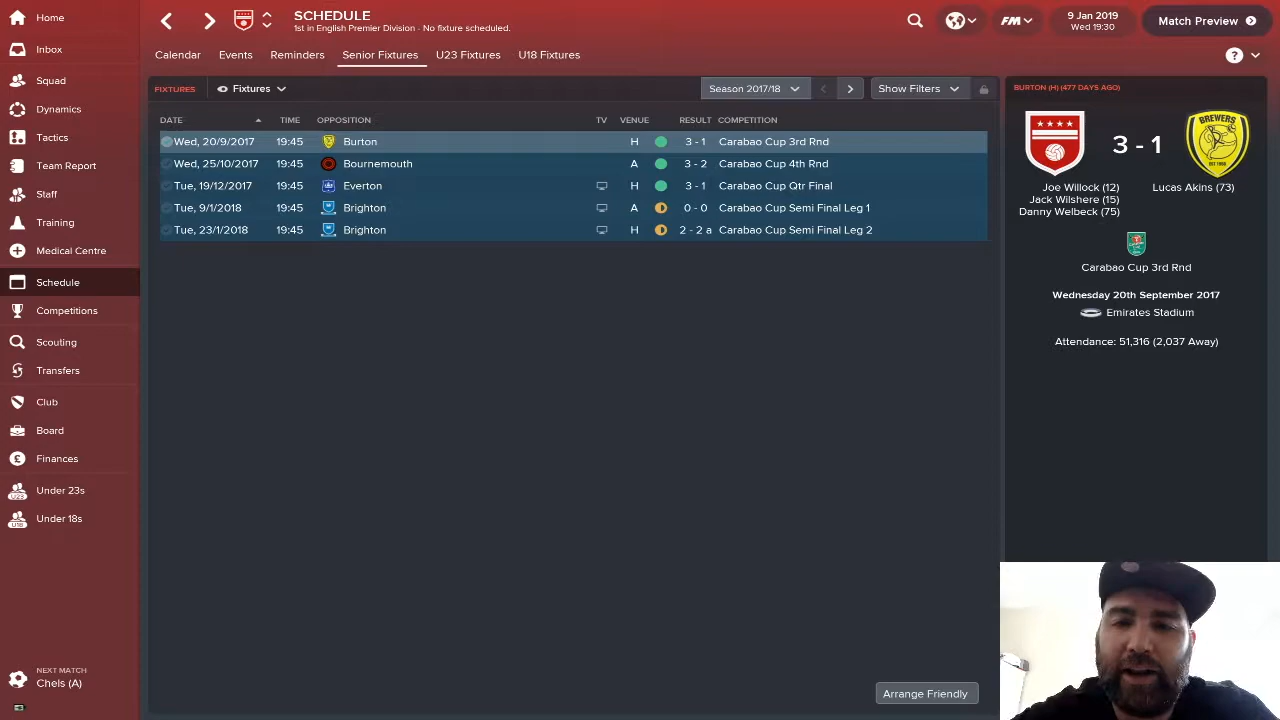 Home
Inbox
Squad
Dynamics
Tactics
Team Report
Staff
Training
Medical Centre
Schedule
Competitions
Scouting
Transfers
Club
Board
Finances
Under 23s
Under 18s
NEXT MATCH
Chels (A)
SCHEDULE
1st in English Premier Division - No fixture scheduled.
FM
9 Jan 2019
Wed 19:30
Match Preview
Calendar Events Reminders Senior Fixtures U23 Fixtures U18 Fixtures
?
FIXTURES Fixtures Season 2017/18 Show Filters
DATE TIME OPPOSITION TV VENUE RESULT COMPETITION
Wed, 20/9/2017 19:45 Burton H 3 - 1 Carabao Cup 3rd Rnd
Wed, 25/10/2017 19:45 Bournemouth A 3 - 2 Carabao Cup 4th Rnd
Tue, 19/12/2017 19:45 Everton H 3 - 1 Carabao Cup Qtr Final
Tue, 9/1/2018 19:45 Brighton A 0 - 0 Carabao Cup Semi Final Leg 1
Tue, 23/1/2018 19:45 Brighton H 2 - 2 a Carabao Cup Semi Final Leg 2
Arrange Friendly
BURTON (H) (477 DAYS AGO)
BREWERS
3 - 1
Joe Willock (12) Lucas Akins (73)
Jack Wilshere (15)
Danny Welbeck (75)
Carabao Cup 3rd Rnd
Wednesday 20th September 2017
Emirates Stadium
Attendance: 51,316 (2,037 Away)